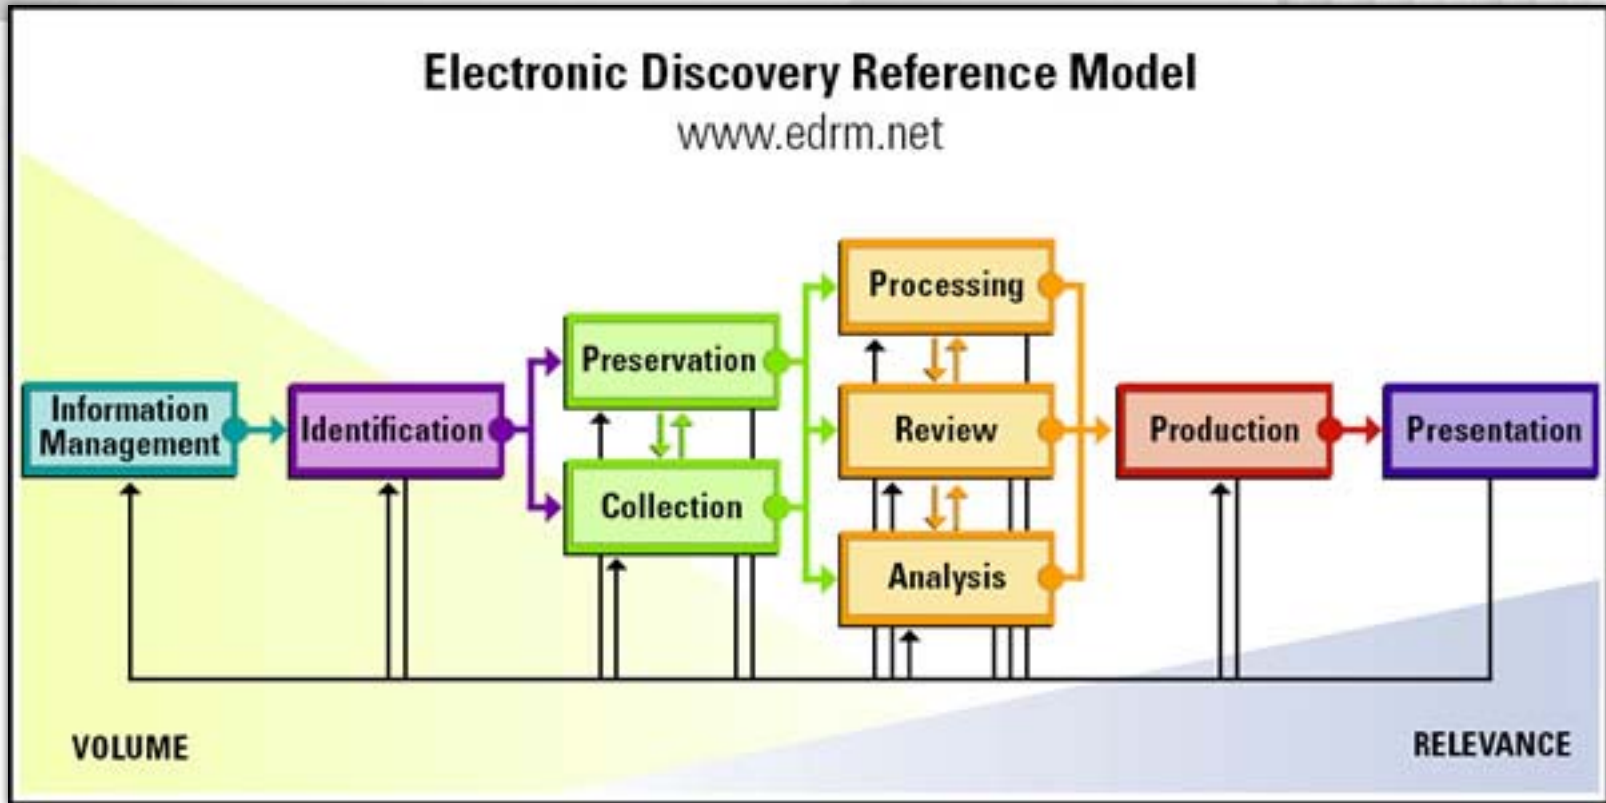 Electronic Discovery Reference Model
www.edrm.net
Information
Management
Identification
Preservation
Collection
Processing
Review
Analysis
Production
Presentation
VOLUME
RELEVANCE